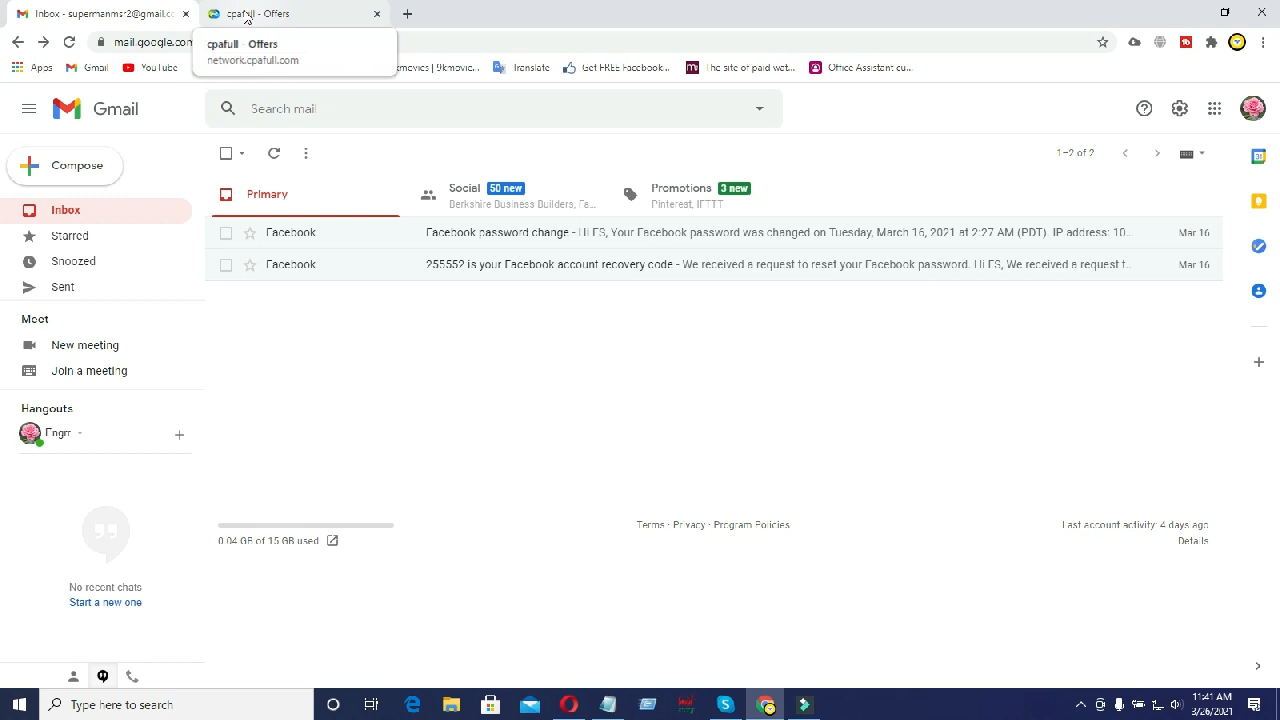 Inbox - supermanmsr2@gmail.co
cpafull - Offers
mail.google.com
cpafull - Offers
network.cpafull.com
Apps
Gmail
YouTube
movies | 9kmovic...
Translate
Get FREE Facebook...
The site of paid wat...
Office Assistant cu...
Gmail
Search mail
Compose
1–2 of 2
Inbox
Starred
Snoozed
Sent
Primary
Social 50 new
Berkshire Business Builders, Fa...
Promotions 3 new
Pinterest, IFTTT
Facebook
Facebook password change - Hi FS, Your Facebook password was changed on Tuesday, March 16, 2021 at 2:27 AM (PDT). IP address: 10...
Mar 16
Facebook
255552 is your Facebook account recovery code - We received a request to reset your Facebook password. Hi FS, We received a request t...
Mar 16
Meet
New meeting
Join a meeting
Hangouts
Engrr
No recent chats
Start a new one
0.04 GB of 15 GB used
Terms · Privacy · Program Policies
Last account activity: 4 days ago
Details
Type here to search
11:41 AM
3/26/2021